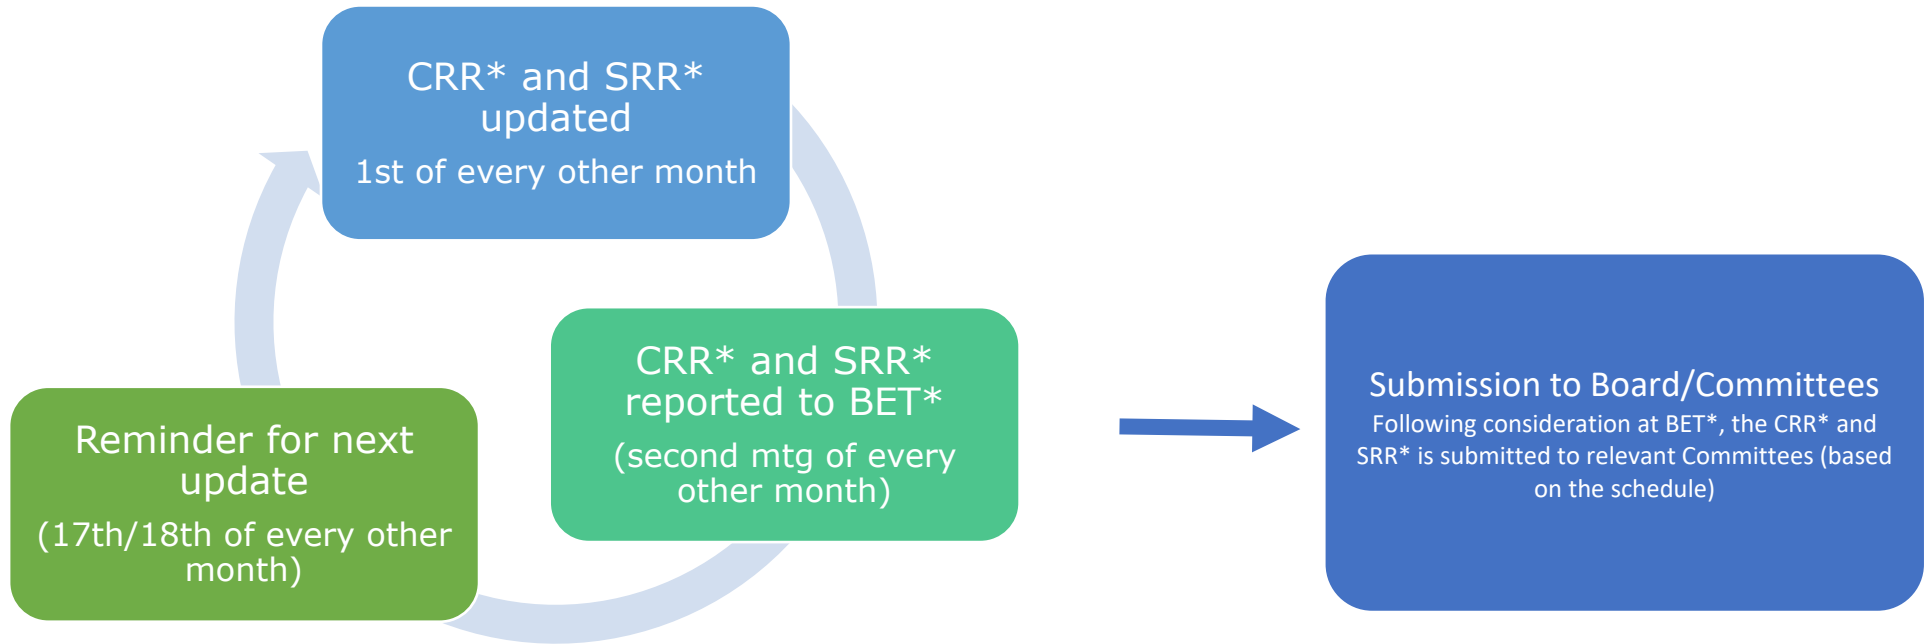 CRR* and SRR*
updated
1st of every other month
CRR* and SRR*
reported to BET*
(second mtg of every
other month)
Reminder for next
update
(17th/18th of every other
month)
Submission to Board/Committees
Following consideration at BET*, the CRR* and
SRR* is submitted to relevant Committees (based
on the schedule)